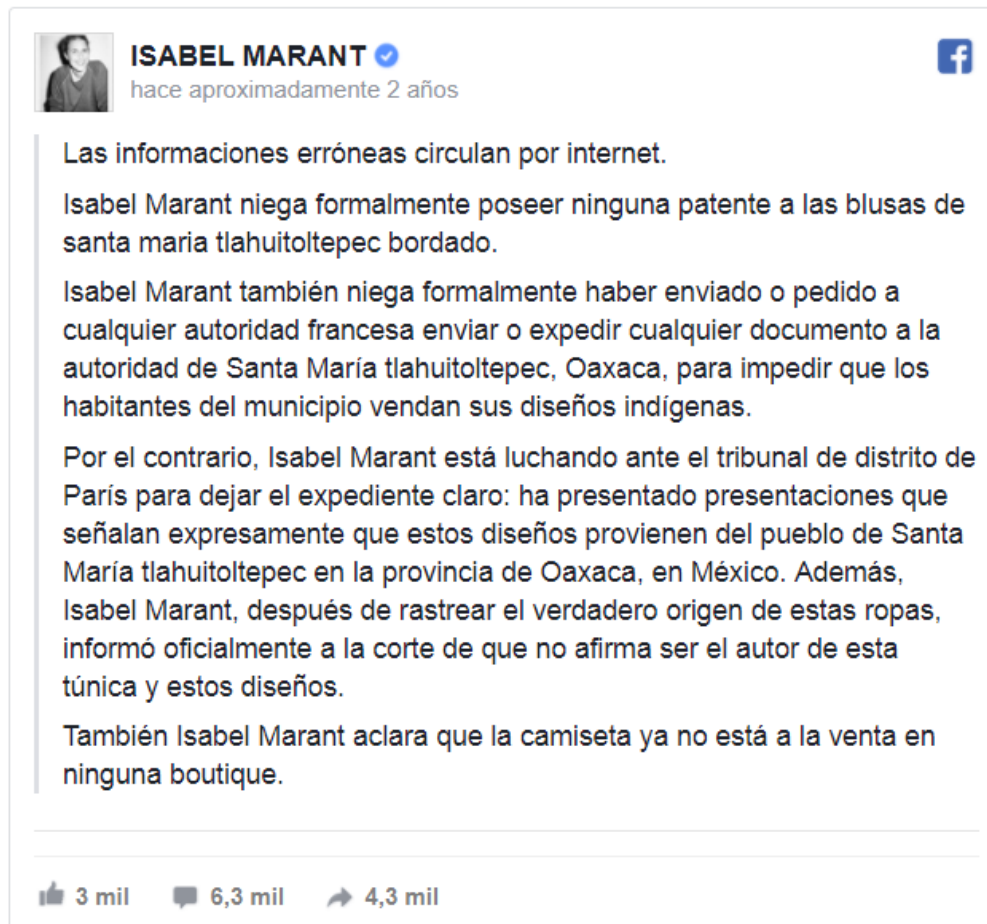 ISABEL MARANT
hace aproximadamente 2 años
Las informaciones erróneas circulan por internet.
Isabel Marant niega formalmente poseer ninguna patente a las blusas de
santa maria tlahuitoltepec bordado.
Isabel Marant también niega formalmente haber enviado o pedido a
cualquier autoridad francesa enviar o expedir cualquier documento a la
autoridad de Santa María tlahuitoltepec, Oaxaca, para impedir que los
habitantes del municipio vendan sus diseños indígenas.
Por el contrario, Isabel Marant está luchando ante el tribunal de distrito de
París para dejar el expediente claro: ha presentado presentaciones que
señalan expresamente que estos diseños provienen del pueblo de Santa
María tlahuitoltepec en la provincia de Oaxaca, en México. Además,
Isabel Marant, después de rastrear el verdadero origen de estas ropas,
informó oficialmente a la corte de que no afirma ser el autor de esta
túnica y estos diseños.
También Isabel Marant aclara que la camiseta ya no está a la venta en
ninguna boutique.
3 mil 6,3 mil 4,3 mil